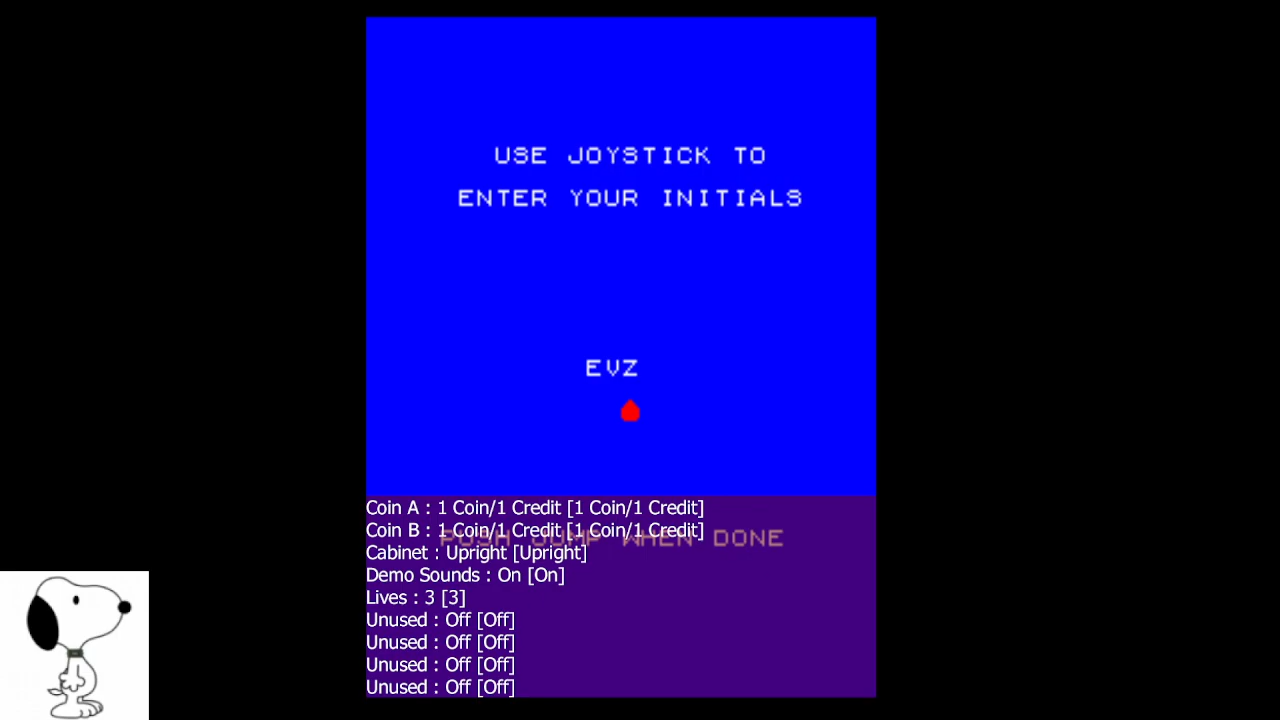 USE JOYSTICK TO
ENTER YOUR INITIALS
EVZ
Coin A : 1 Coin/1 Credit [1 Coin/1 Credit]
Coin B : 1 Coin/1 Credit [1 Coin/1 Credit]
PUSH JUMP WHEN DONE
Cabinet : Upright [Upright]
Demo Sounds : On [On]
Lives : 3 [3]
Unused : Off [Off]
Unused : Off [Off]
Unused : Off [Off]
Unused : Off [Off]